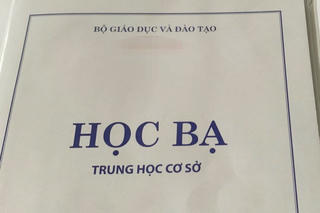 BỘ GIÁO DỤC VÀ ĐÀO TẠO
HỌC BẠ
TRUNG HỌC CƠ SỞ